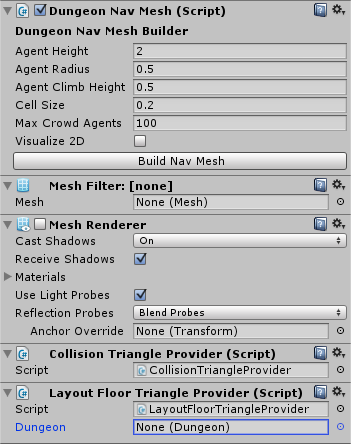 Dungeon Nav Mesh (Script)
Dungeon Nav Mesh Builder
Agent Height 2
Agent Radius 0.5
Agent Climb Height 0.5
Cell Size 0.2
Max Crowd Agents 100
Visualize 2D
Build Nav Mesh
Mesh Filter: [none]
Mesh None (Mesh)
Mesh Renderer
Cast Shadows On
Receive Shadows
Materials
Use Light Probes
Reflection Probes Blend Probes
Anchor Override None (Transform)
Collision Triangle Provider (Script)
Script CollisionTriangleProvider
Layout Floor Triangle Provider (Script)
Script LayoutFloorTriangleProvider
Dungeon None (Dungeon)